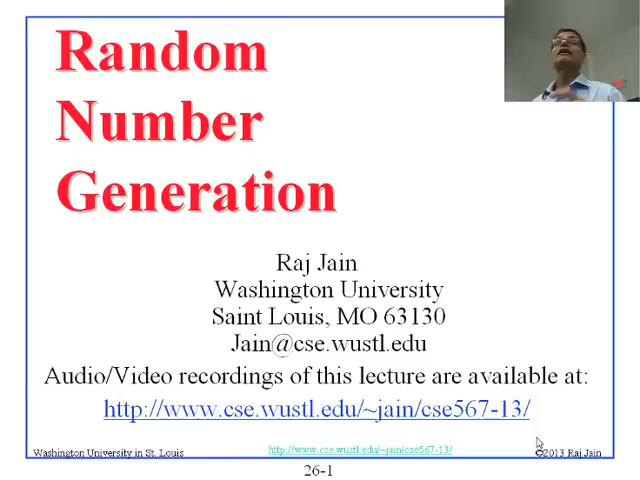 Random
Number
Generation
Raj Jain
Washington University
Saint Louis, MO 63130
Jain@cse.wustl.edu
Audio/Video recordings of this lecture are available at:
http://www.cse.wustl.edu/~jain/cse567-13/
Washington University in St. Louis
http://www.cse.wustl.edu/~jain/cse567-13/
©2013 Raj Jain
26-1